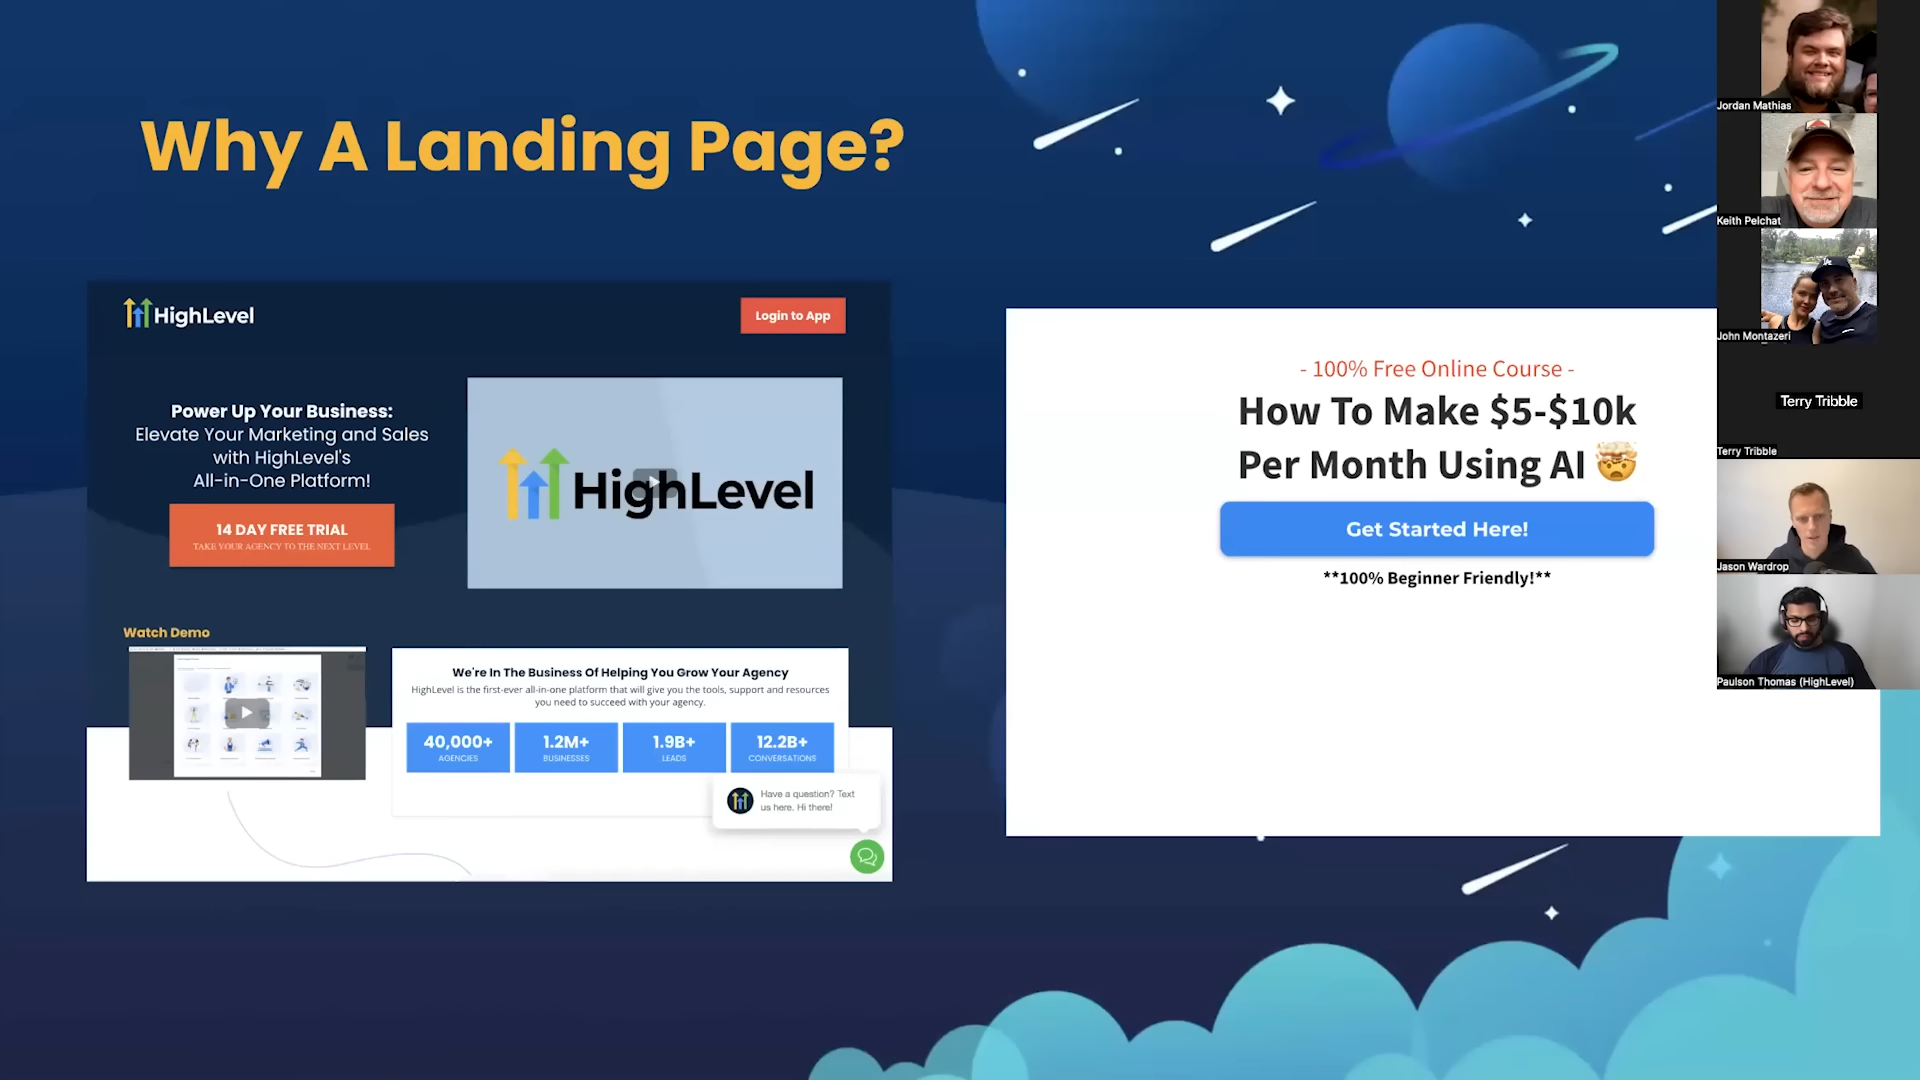 Why A Landing Page?
HighLevel
Login to App
Power Up Your Business:
Elevate Your Marketing and Sales
with HighLevel's
All-in-One Platform!
14 DAY FREE TRIAL
TAKE YOUR AGENCY TO THE NEXT LEVEL
HighLevel
Watch Demo
We're In The Business Of Helping You Grow Your Agency
HighLevel is the first-ever all-in-one platform that will give you the tools, support and resources
you need to succeed with your agency.
40,000+
AGENCIES
1.2M+
BUSINESSES
1.9B+
LEADS
12.2B+
CONVERSATIONS
Have a question? Text
us here. Hi there!
- 100% Free Online Course -
How To Make $5-$10k
Per Month Using AI 🤯
Get Started Here!
**100% Beginner Friendly!**
Jordan Mathias
Keith Pelchat
John Montazeri
Terry Tribble
Terry Tribble
Jason Wardrop
Paulson Thomas (HighLevel)